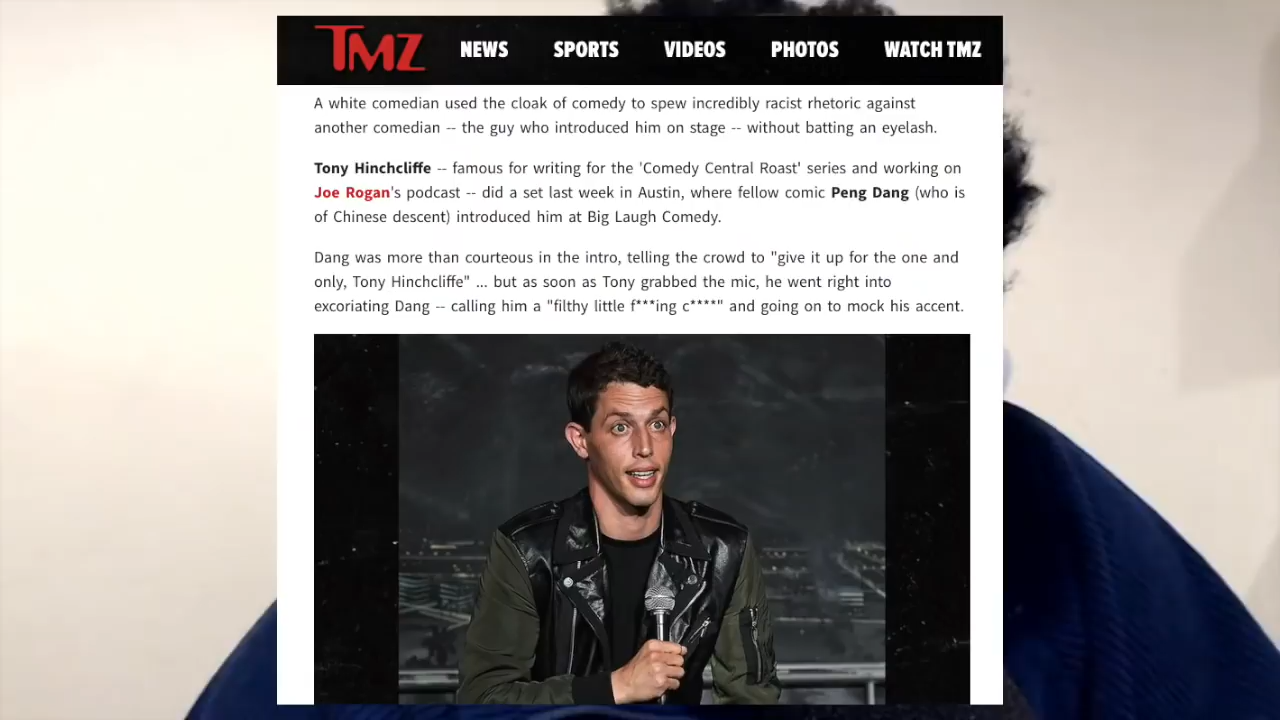 TMZ NEWS SPORTS VIDEOS PHOTOS WATCH TMZ
A white comedian used the cloak of comedy to spew incredibly racist rhetoric against
another comedian -- the guy who introduced him on stage -- without batting an eyelash.
Tony Hinchcliffe -- famous for writing for the 'Comedy Central Roast' series and working on
Joe Rogan's podcast -- did a set last week in Austin, where fellow comic Peng Dang (who is
of Chinese descent) introduced him at Big Laugh Comedy.
Dang was more than courteous in the intro, telling the crowd to "give it up for the one and
only, Tony Hinchcliffe" ... but as soon as Tony grabbed the mic, he went right into
excoriating Dang -- calling him a "filthy little f***ing c****" and going on to mock his accent.